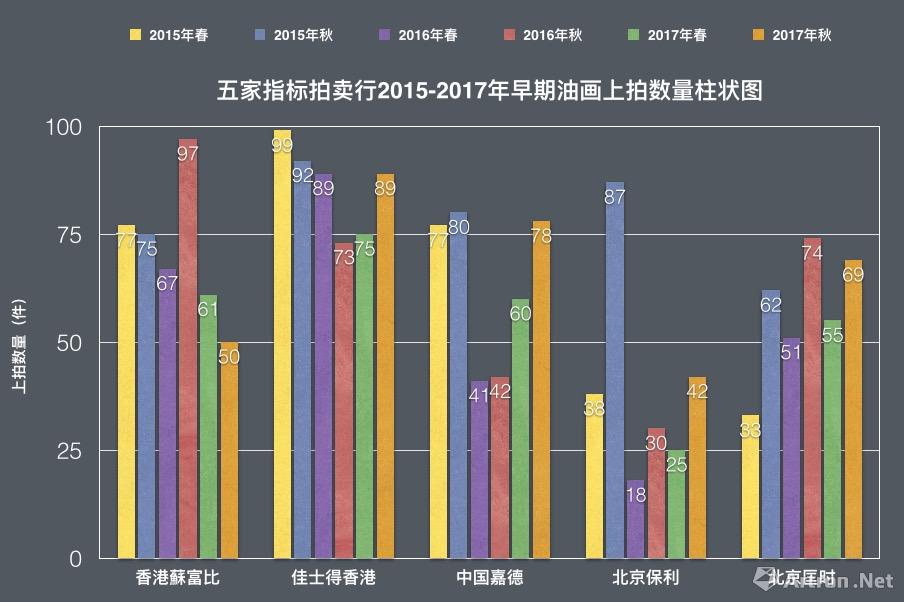 2015年春 2015年秋 2016年春 2016年秋 2017年春 2017年秋
五家指标拍卖行2015-2017年早期油画上拍数量柱状图
上拍数量（件）
100
75
50
25
0
77 75 67 97 61 50
99 92 89 73 75 89
77 80 41 42 60 78
38 87 18 30 25 42
33 62 51 74 55 69
香港蘇富比 佳士得香港 中国嘉德 北京保利 北京匡时
Artron.Net